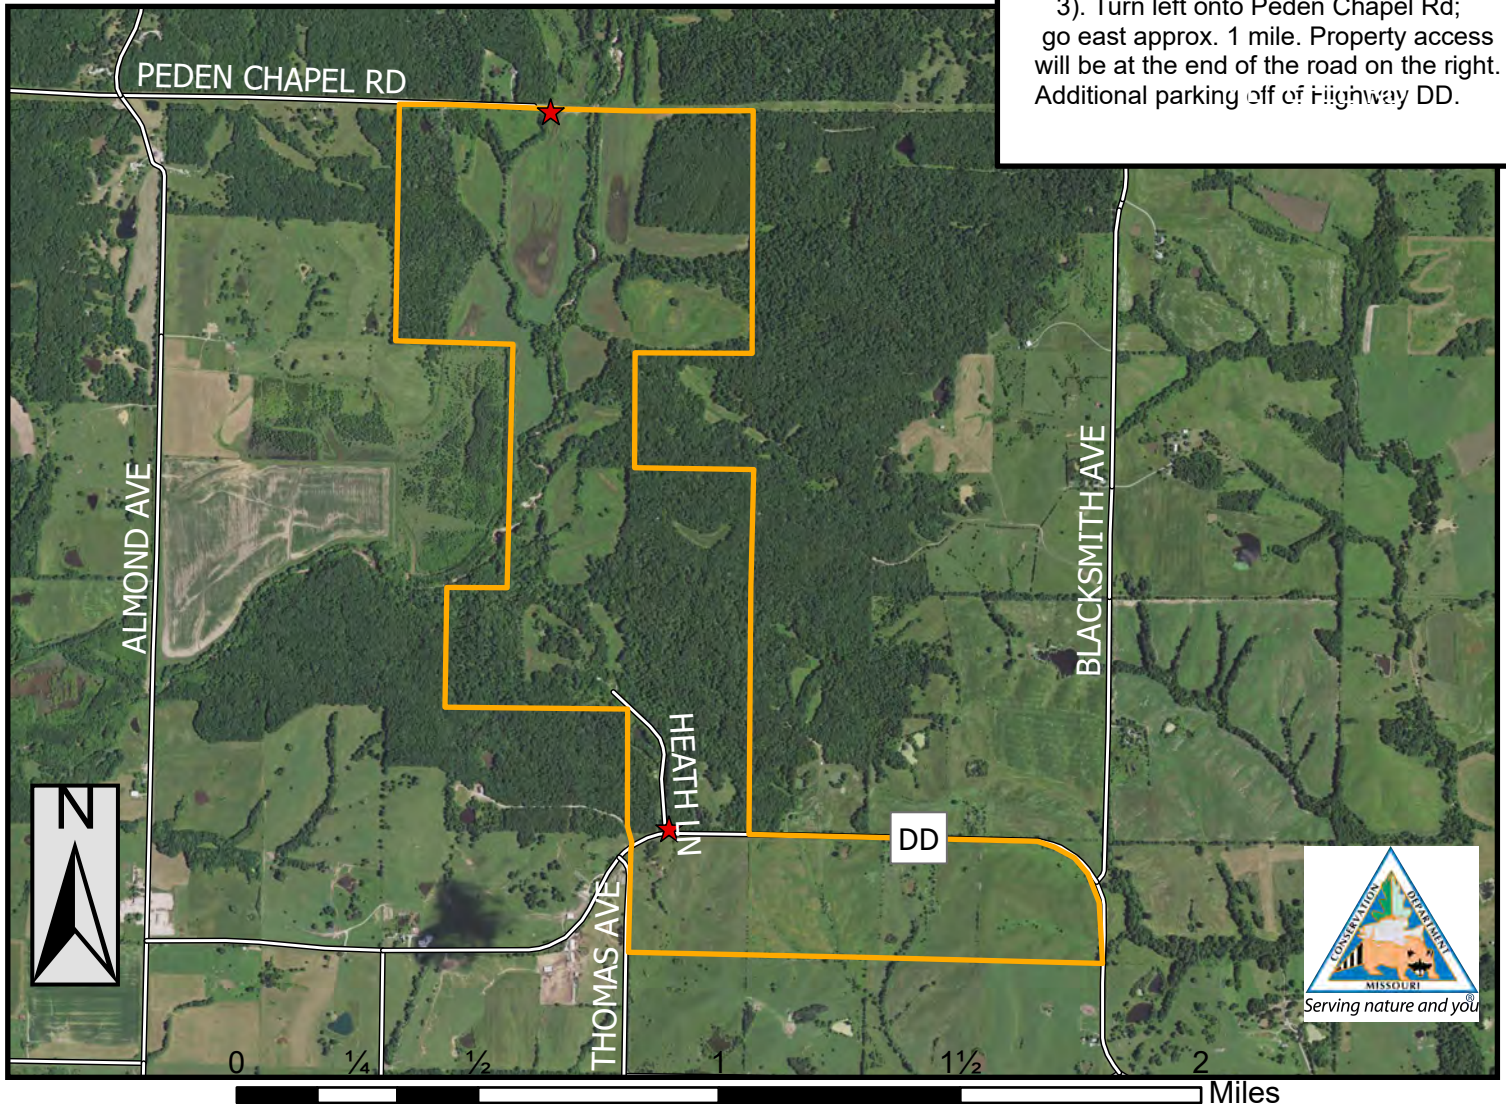 3). Turn left onto Peden Chapel Rd;
go east approx. 1 mile. Property access
will be at the end of the road on the right.
Additional parking off of Highway DD.
PEDEN CHAPEL RD
ALMOND AVE
BLACKSMITH AVE
HEATH LN
DD
THOMAS AVE
N
CONSERVATION
DEPARTMENT
MISSOURI
Serving nature and you®
0 ¼ ½ 1 1½ 2
Miles